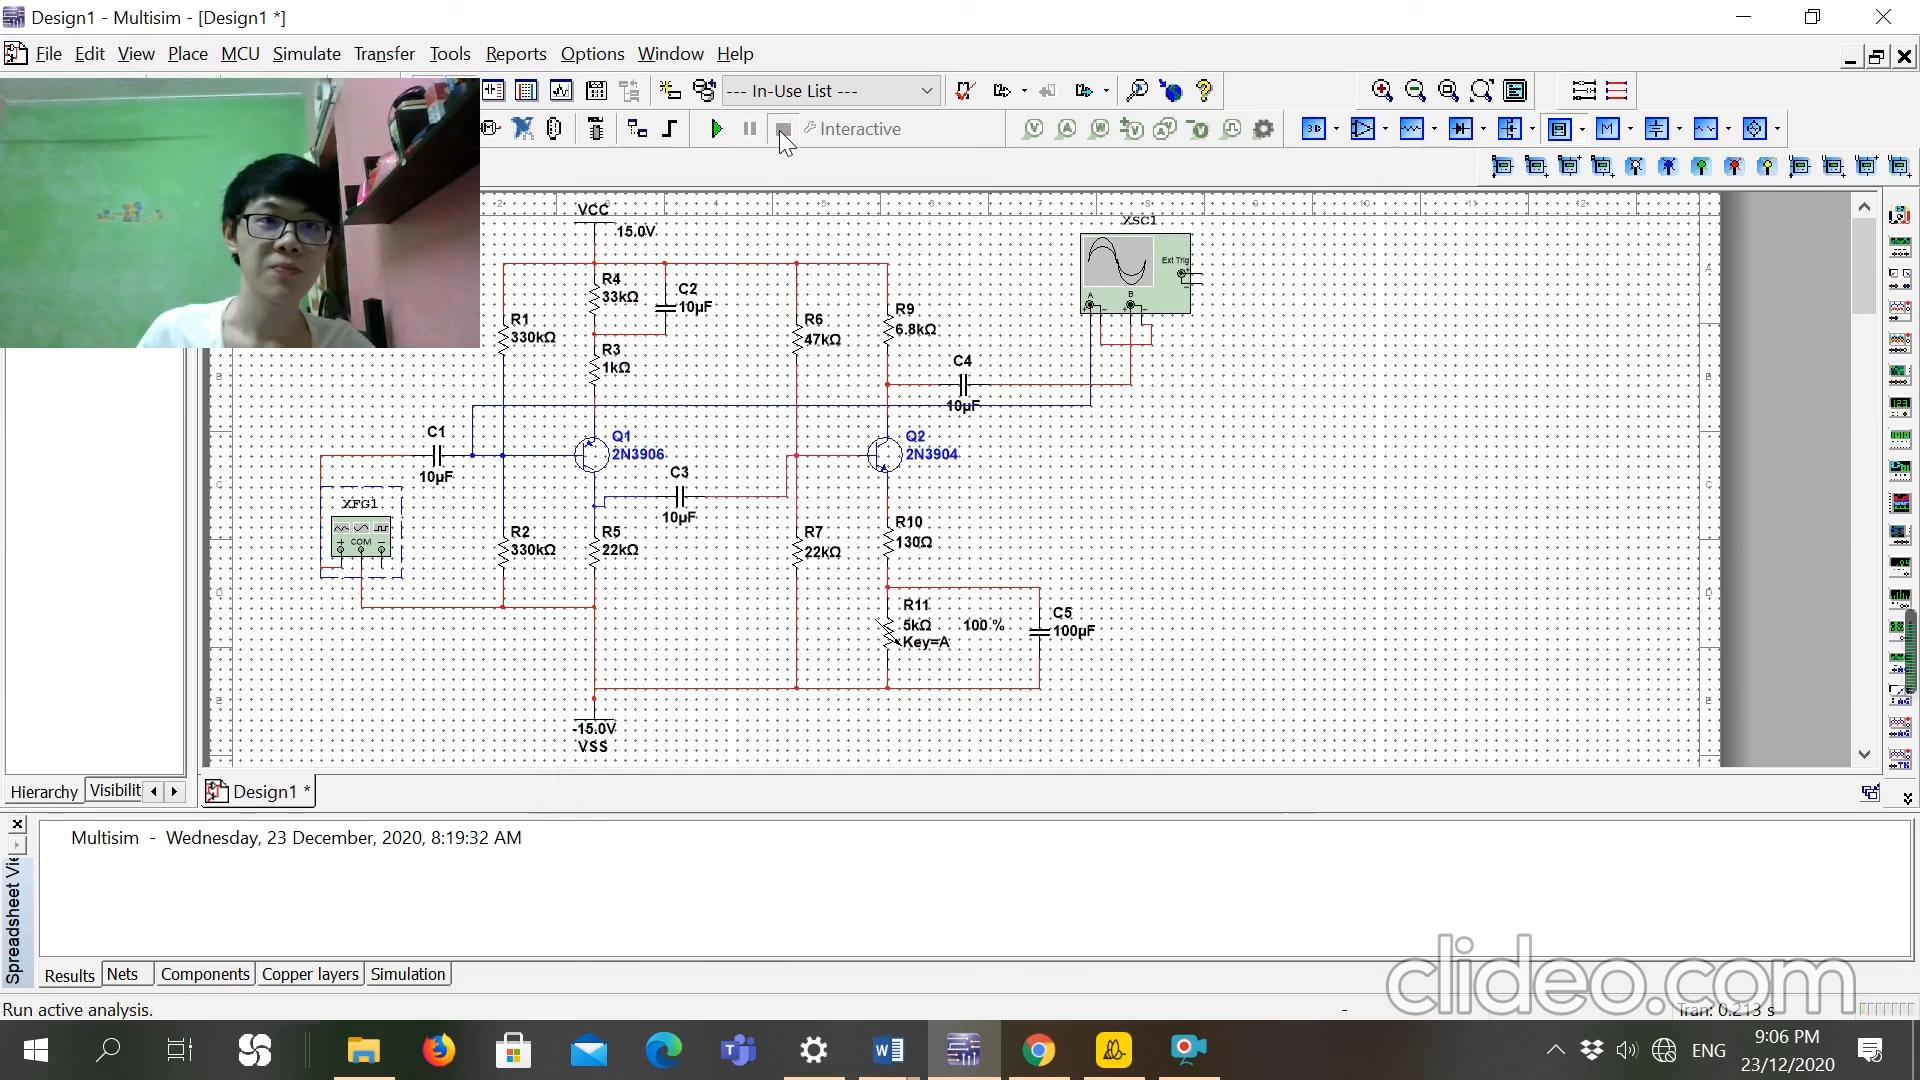 Design1 - Multisim - [Design1 *]
File Edit View Place MCU Simulate Transfer Tools Reports Options Window Help
--- In-Use List ---
Interactive
VCC
15.0V
XSC1
Ext Trig
A B
R4
33kΩ
C2
10µF
R1
330kΩ
R3
1kΩ
R6
47kΩ
R9
6.8kΩ
C4
10µF
C1
10µF
Q1
2N3906
Q2
2N3904
C3
10µF
XFG1
COM
R2
330kΩ
R5
22kΩ
R7
22kΩ
R10
130Ω
R11
5kΩ 100 %
Key=A
C5
100µF
-15.0V
VSS
Hierarchy Visibilit
Design1 *
Multisim - Wednesday, 23 December, 2020, 8:19:32 AM
Spreadsheet Vie
Results Nets Components Copper layers Simulation
clideo.com
Run active analysis. - Tran: 0.213 s
ENG
9:06 PM
23/12/2020